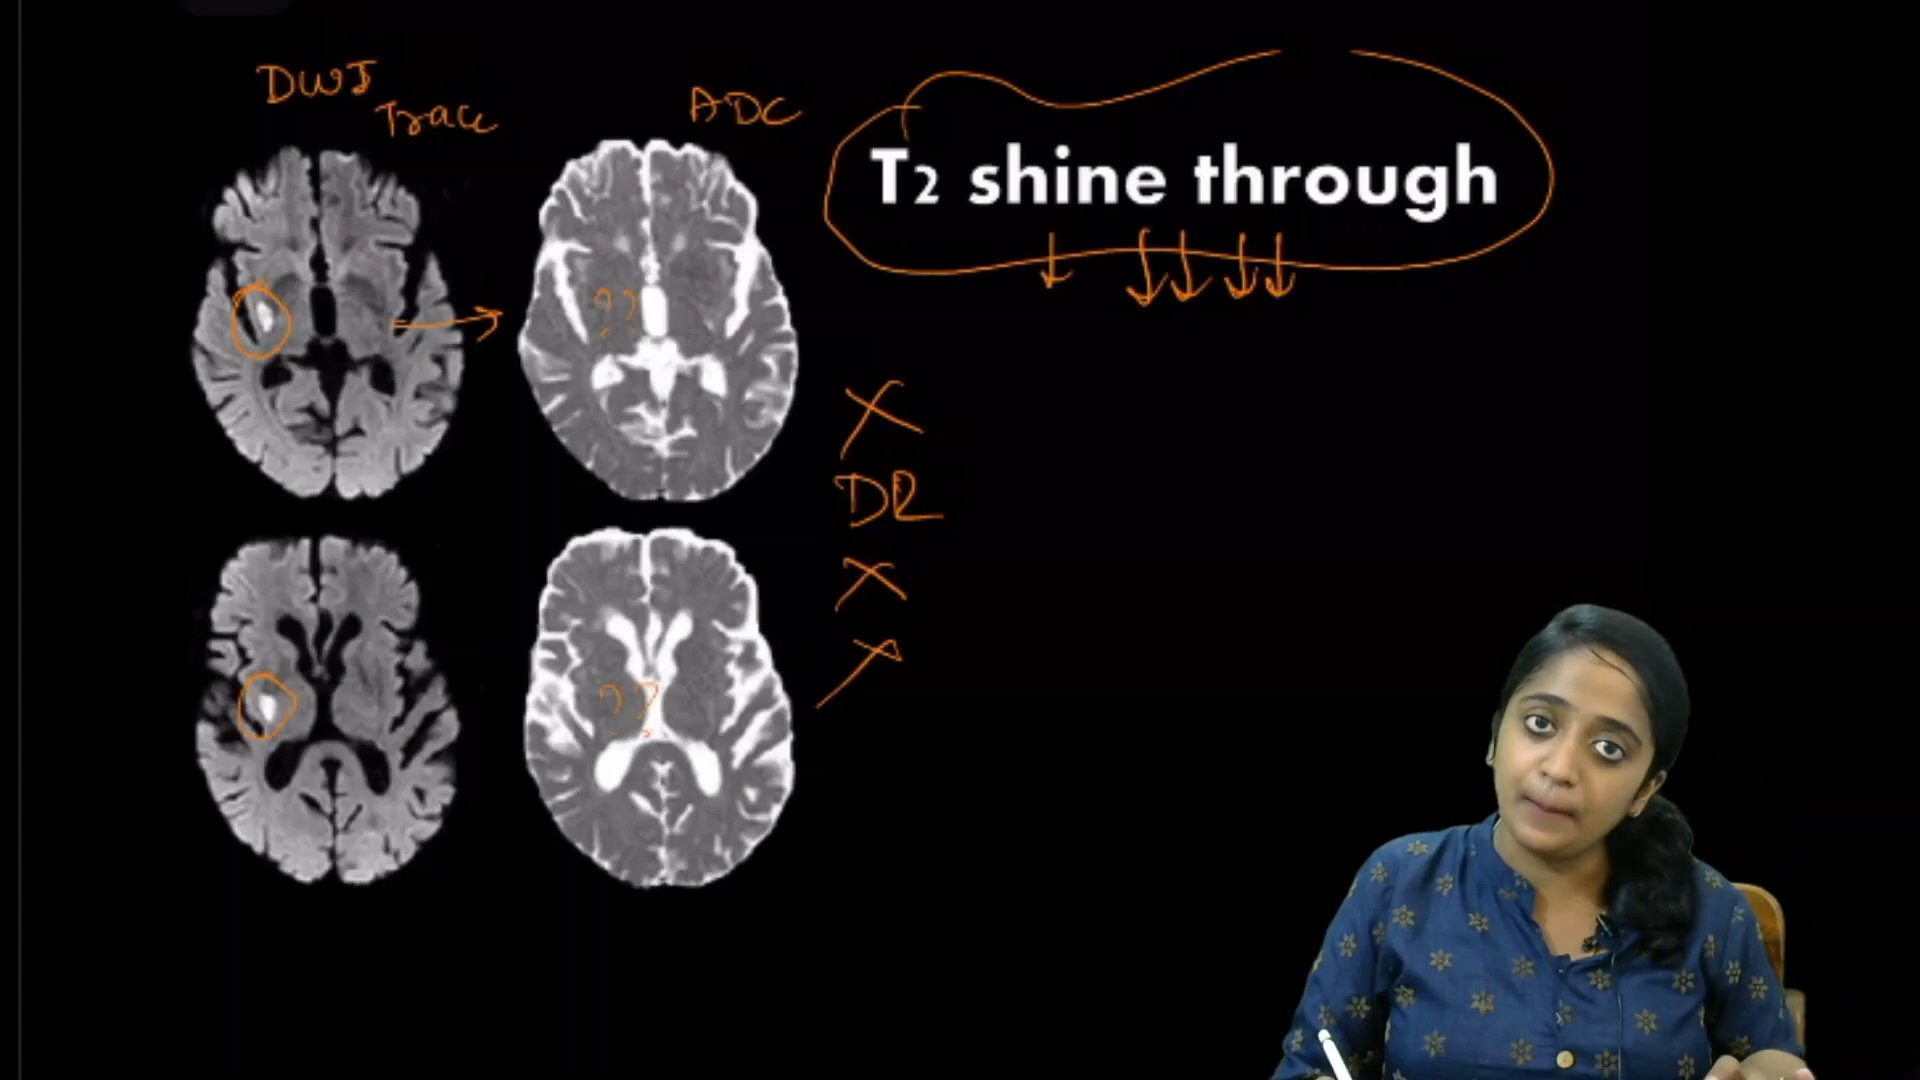 DWI
Trace
ADC
T2 shine through
? ?
X
DR
X
X
? ?